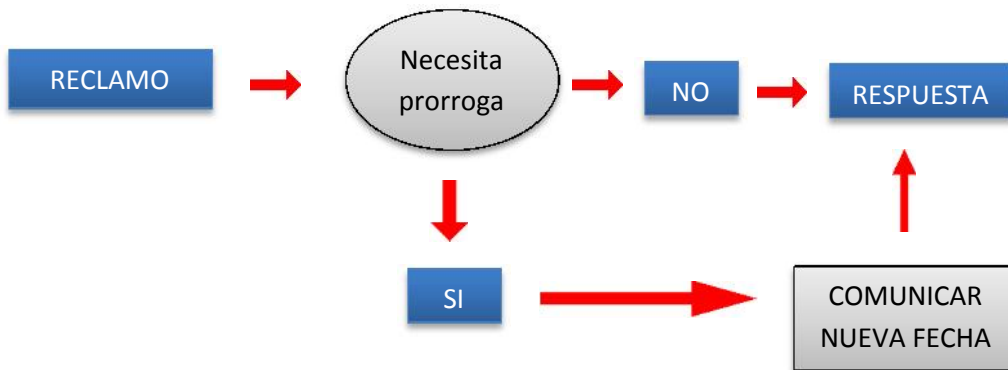 RECLAMO
Necesita
prorroga
NO
RESPUESTA
SI
COMUNICAR
NUEVA FECHA